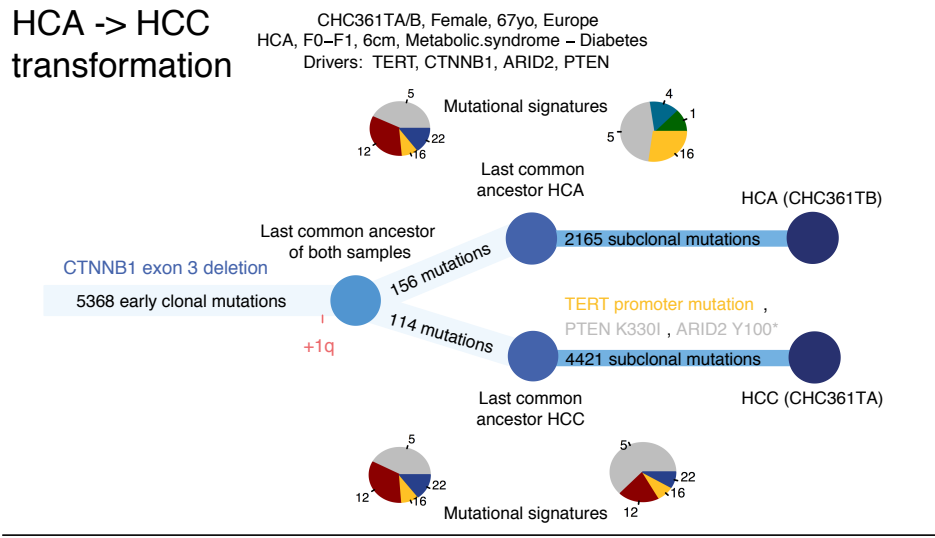 HCA -> HCC
transformation
CHC361TA/B, Female, 67yo, Europe
HCA, F0–F1, 6cm, Metabolic.syndrome – Diabetes
Drivers: TERT, CTNNB1, ARID2, PTEN
Mutational signatures
5
12
16
22
4
1
5
16
Last common
ancestor HCA
HCA (CHC361TB)
Last common ancestor
of both samples
CTNNB1 exon 3 deletion
5368 early clonal mutations
+1q
156 mutations
2165 subclonal mutations
114 mutations
TERT promoter mutation ,
PTEN K330I , ARID2 Y100*
4421 subclonal mutations
Last common
ancestor HCC
HCC (CHC361TA)
5
12
16
22
5
22
16
12
Mutational signatures